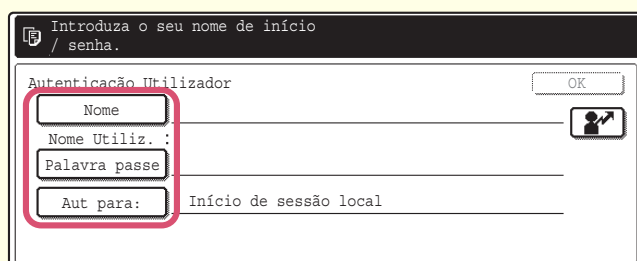 Introduza o seu nome de início
/ senha.
Autenticacão Utilizador
OK
Nome
Nome Utiliz. :
Palavra passe
Aut para:
Início de sessão local